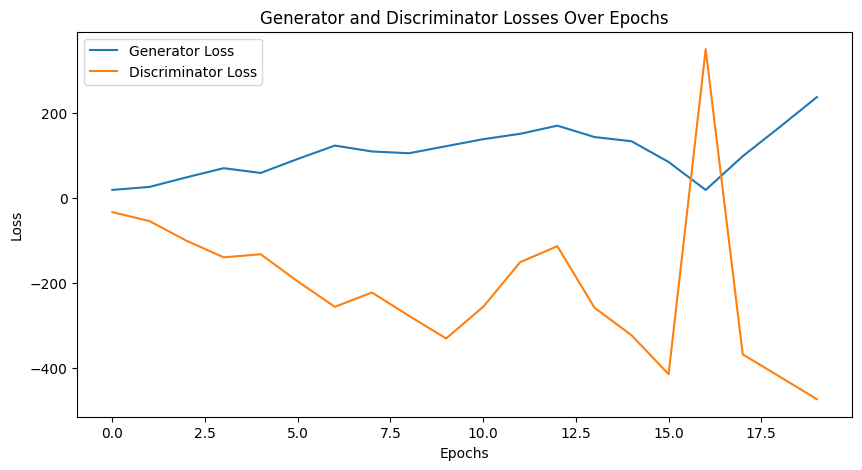 Generator and Discriminator Losses Over Epochs
Generator Loss
Discriminator Loss
200
0
−200
−400
Loss
0.0 2.5 5.0 7.5 10.0 12.5 15.0 17.5
Epochs